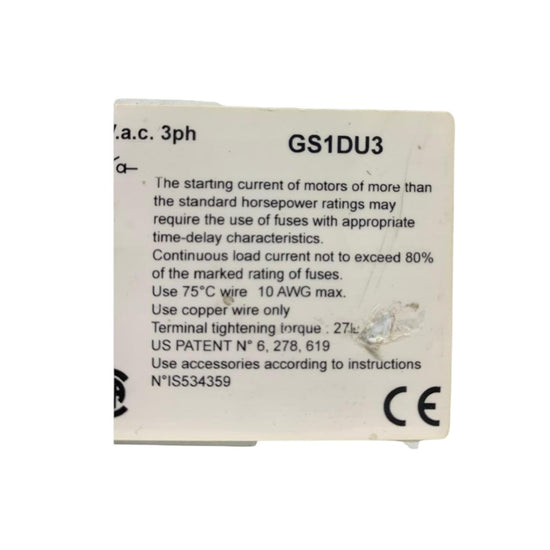 V.a.c. 3ph
GS1DU3
The starting current of motors of more than
the standard horsepower ratings may
require the use of fuses with appropriate
time-delay characteristics.
Continuous load current not to exceed 80%
of the marked rating of fuses.
Use 75°C wire 10 AWG max.
Use copper wire only
Terminal tightening torque : 27
US PATENT N° 6, 278, 619
Use accessories according to instructions
N°IS534359
CE